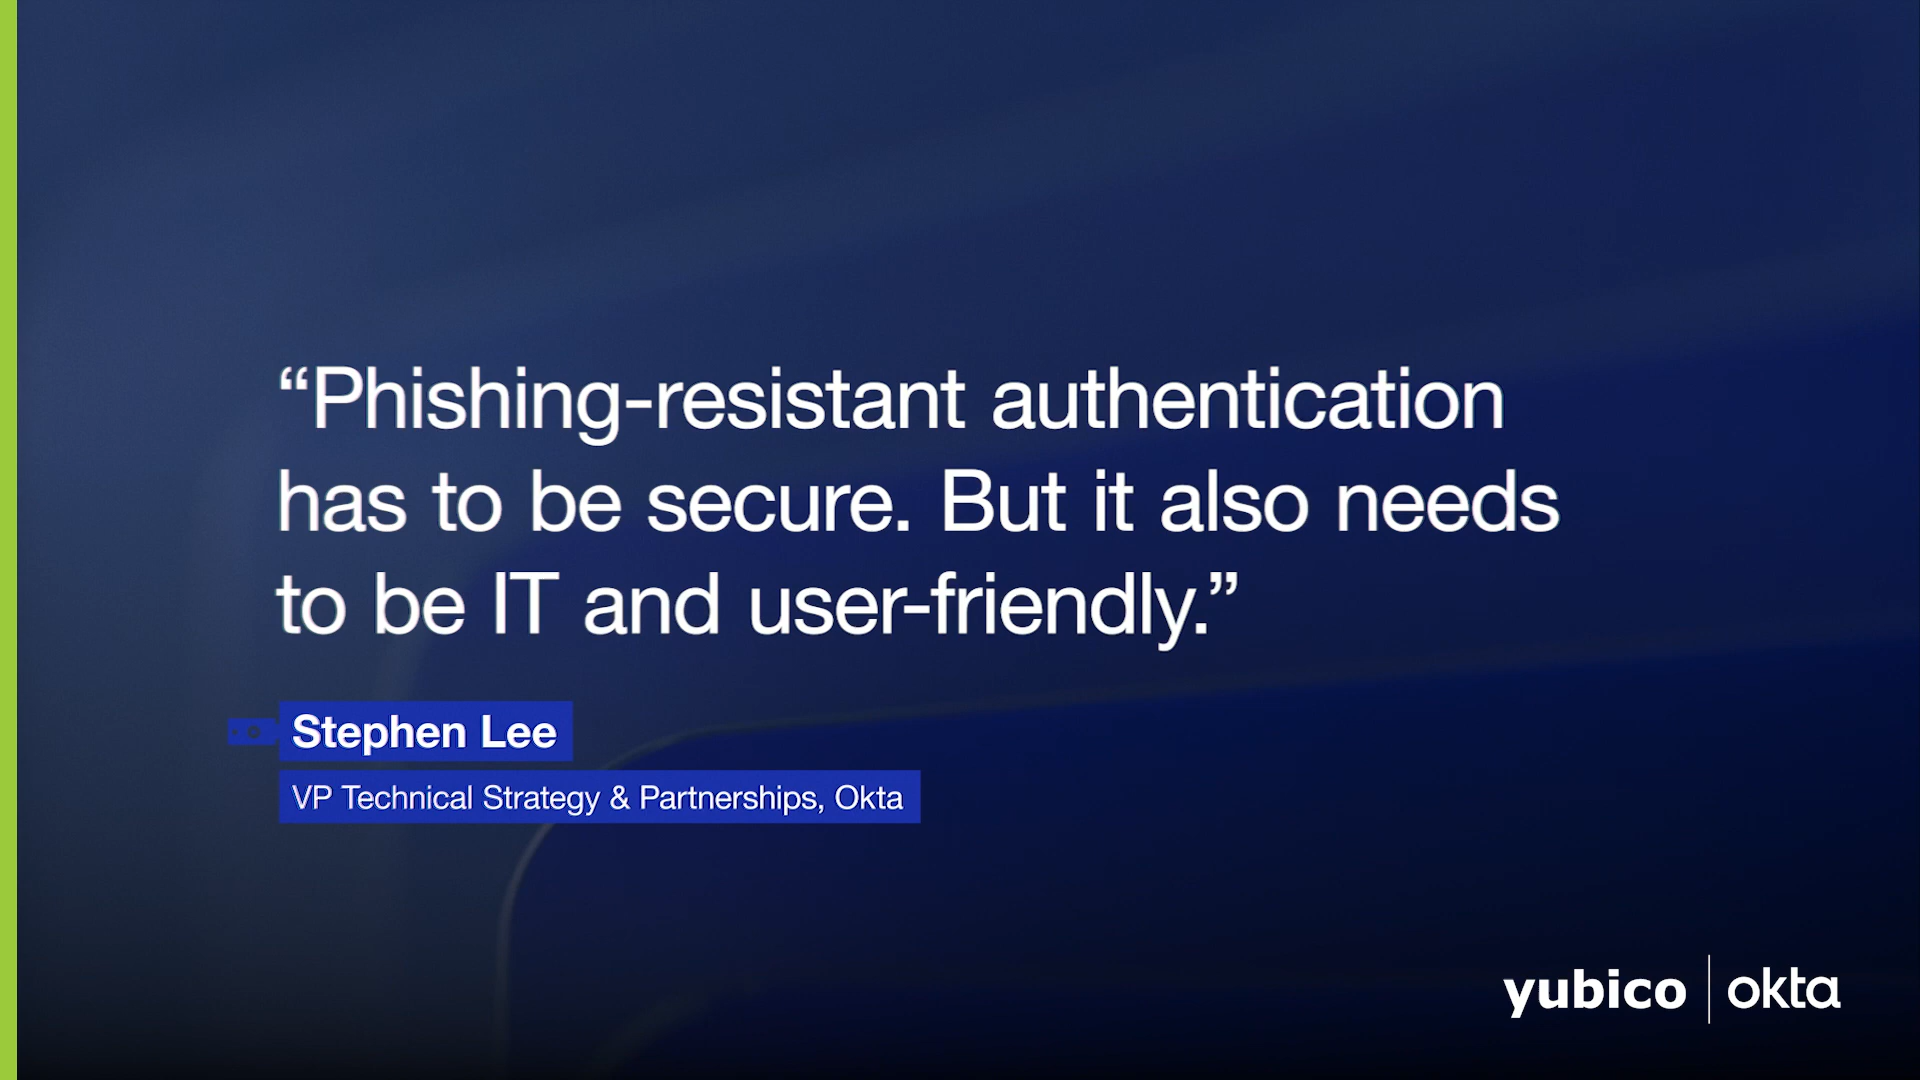 “Phishing-resistant authentication
has to be secure. But it also needs
to be IT and user-friendly.”
Stephen Lee
VP Technical Strategy & Partnerships, Okta
yubico | okta